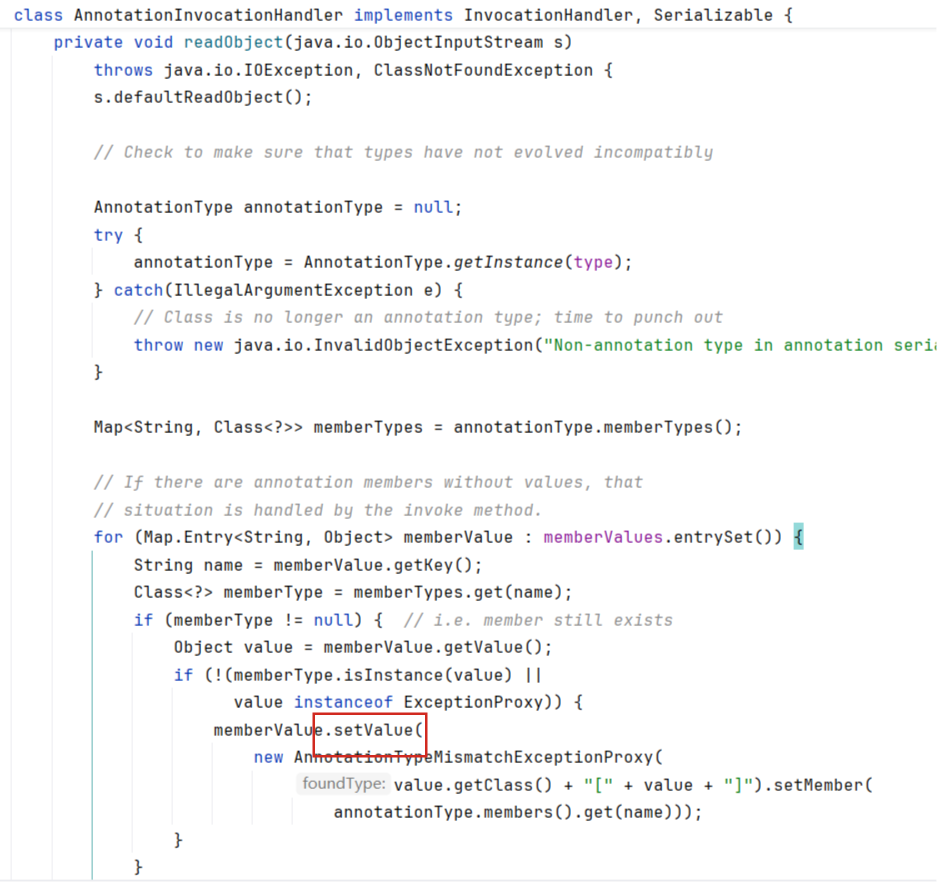 class AnnotationInvocationHandler implements InvocationHandler, Serializable {
private void readObject(java.io.ObjectInputStream s)
throws java.io.IOException, ClassNotFoundException {
s.defaultReadObject();
// Check to make sure that types have not evolved incompatibly
AnnotationType annotationType = null;
try {
annotationType = AnnotationType.getInstance(type);
} catch(IllegalArgumentException e) {
// Class is no longer an annotation type; time to punch out
throw new java.io.InvalidObjectException("Non-annotation type in annotation seria
}
Map<String, Class<?>> memberTypes = annotationType.memberTypes();
// If there are annotation members without values, that
// situation is handled by the invoke method.
for (Map.Entry<String, Object> memberValue : memberValues.entrySet()) {
String name = memberValue.getKey();
Class<?> memberType = memberTypes.get(name);
if (memberType != null) {  // i.e. member still exists
Object value = memberValue.getValue();
if (!(memberType.isInstance(value) ||
value instanceof ExceptionProxy)) {
memberValue.setValue(
new AnnotationTypeMismatchExceptionProxy(
foundType: value.getClass() + "[" + value + "]").setMember(
annotationType.members().get(name)));
}
}